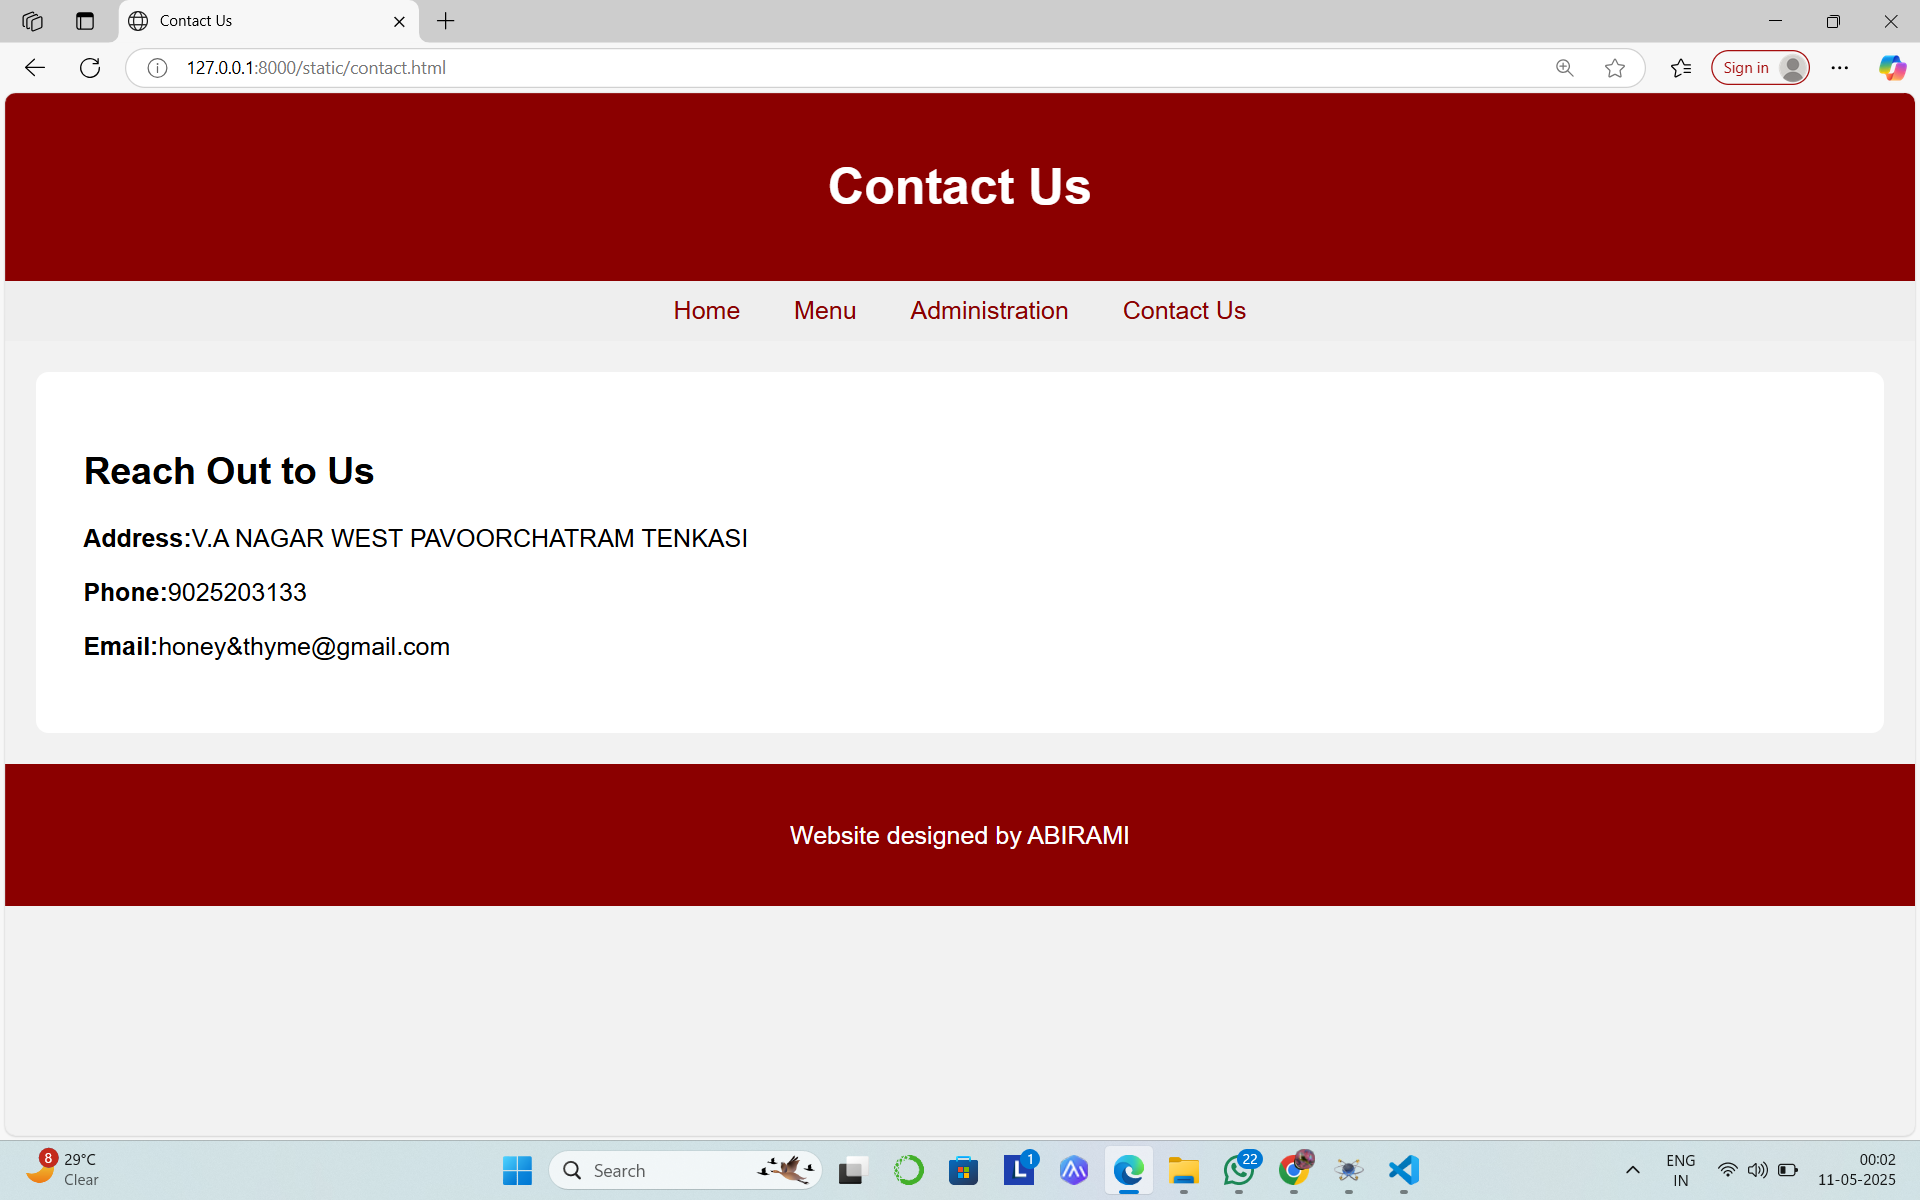 Contact Us
127.0.0.1:8000/static/contact.html
Sign in
Contact Us
Home Menu Administration Contact Us
Reach Out to Us
Address:V.A NAGAR WEST PAVOORCHATRAM TENKASI
Phone:9025203133
Email:honey&thyme@gmail.com
Website designed by ABIRAMI
8
29°C
Clear
Search
L 1
22
ENG
IN
00:02
11-05-2025